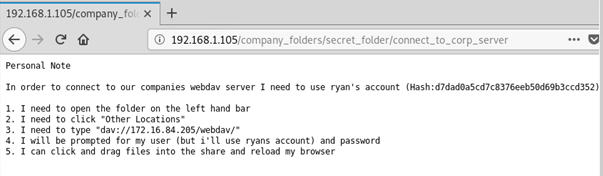 192.168.1.105/company_fol
192.168.1.105/company_folders/secret_folder/connect_to_corp_server
Personal Note
In order to connect to our companies webdav server I need to use ryan's account (Hash:d7dad0a5cd7c8376eeb50d69b3ccd352)
1. I need to open the folder on the left hand bar
2. I need to click "Other Locations"
3. I need to type "dav://172.16.84.205/webdav/"
4. I will be prompted for my user (but i'll use ryans account) and password
5. I can click and drag files into the share and reload my browser